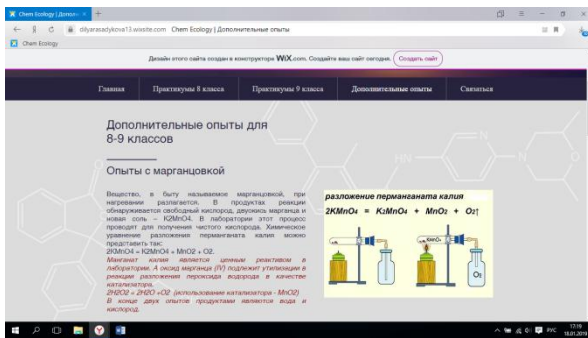 Chem Ecology | Дополн
dilyarasadykova13.wixsite.com Chem Ecology | Дополнительные опыты
Chem Ecology
Дизайн этого сайта создан в конструкторе WiX.com. Создайте ваш сайт сегодня. Создать сайт
Главная Практикумы 8 класса Практикумы 9 класса Дополнительные опыты Связаться
Дополнительные опыты для
8-9 классов
Опыты с марганцовкой
Вещество, в быту называемое марганцовкой, при
нагревании разлагается. В продуктах реакции
обнаруживается свободный кислород, двуокись марганца и
новая соль – K2MnO4. В лаборатории этот процесс
проводят для получения чистого кислорода. Химическое
уравнение разложения перманганата калия можно
представить так:
2KMnO4 = K2MnO4 + MnO2 + O2.
Манганат калия является ценным реактивом в
лаборатории. А оксид марганца (IV) подлежит утилизации в
реакции разложения пероксида водорода в качестве
катализатора.
2H2O2 = 2H2O +O2 (использование катализатора - MnO2)
В конце двух опытов продуктами являются вода и
кислород.
разложение перманганата калия
2KMnO4 = K2MnO4 + MnO2 + O2↑
KMnO4
O2
HN
N
O
РУС
17:19
18.01.2019